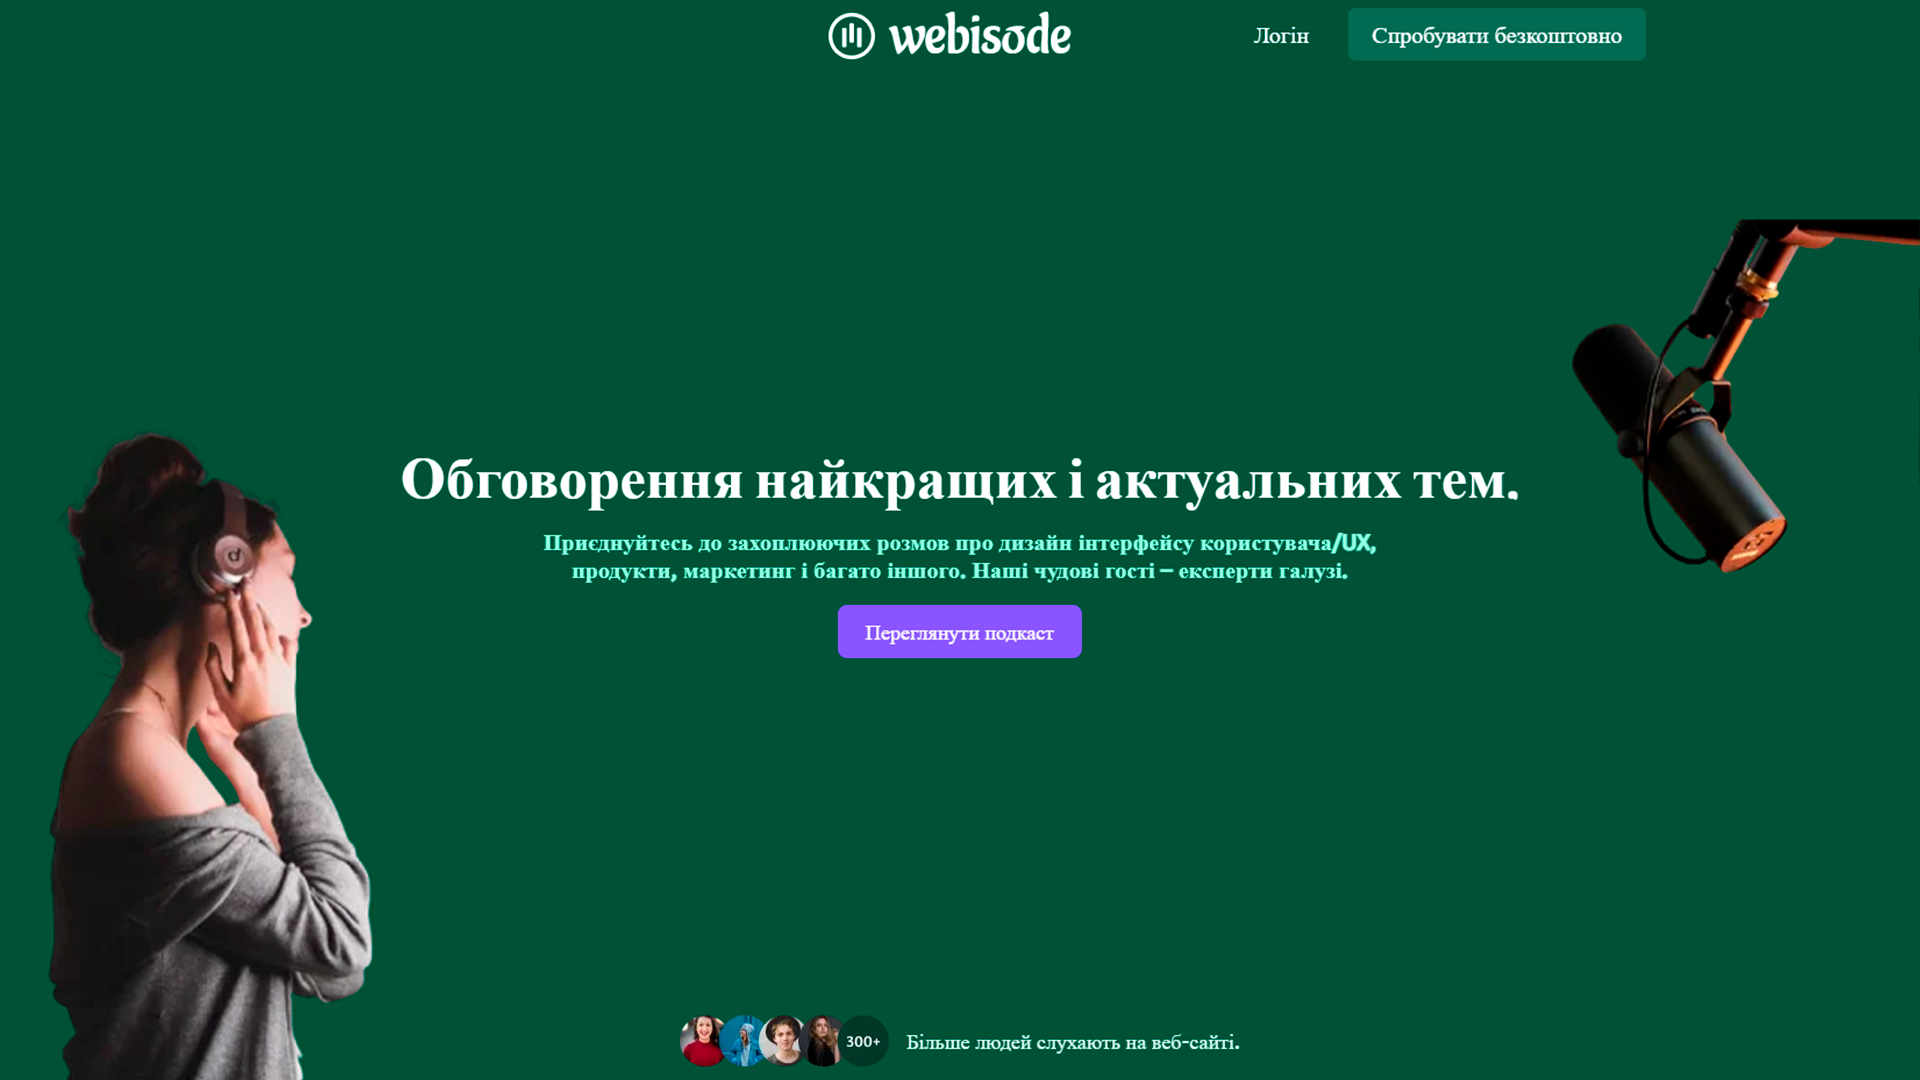 webisode
Логін
Спробувати безкоштовно
Обговорення найкращих і актуальних тем.
Приєднуйтесь до захоплюючих розмов про дизайн інтерфейсу користувача/UX,
продукти, маркетинг і багато іншого. Наші чудові гості – експерти галузі.
Переглянути подкаст
300+
Більше людей слухають на веб-сайті.